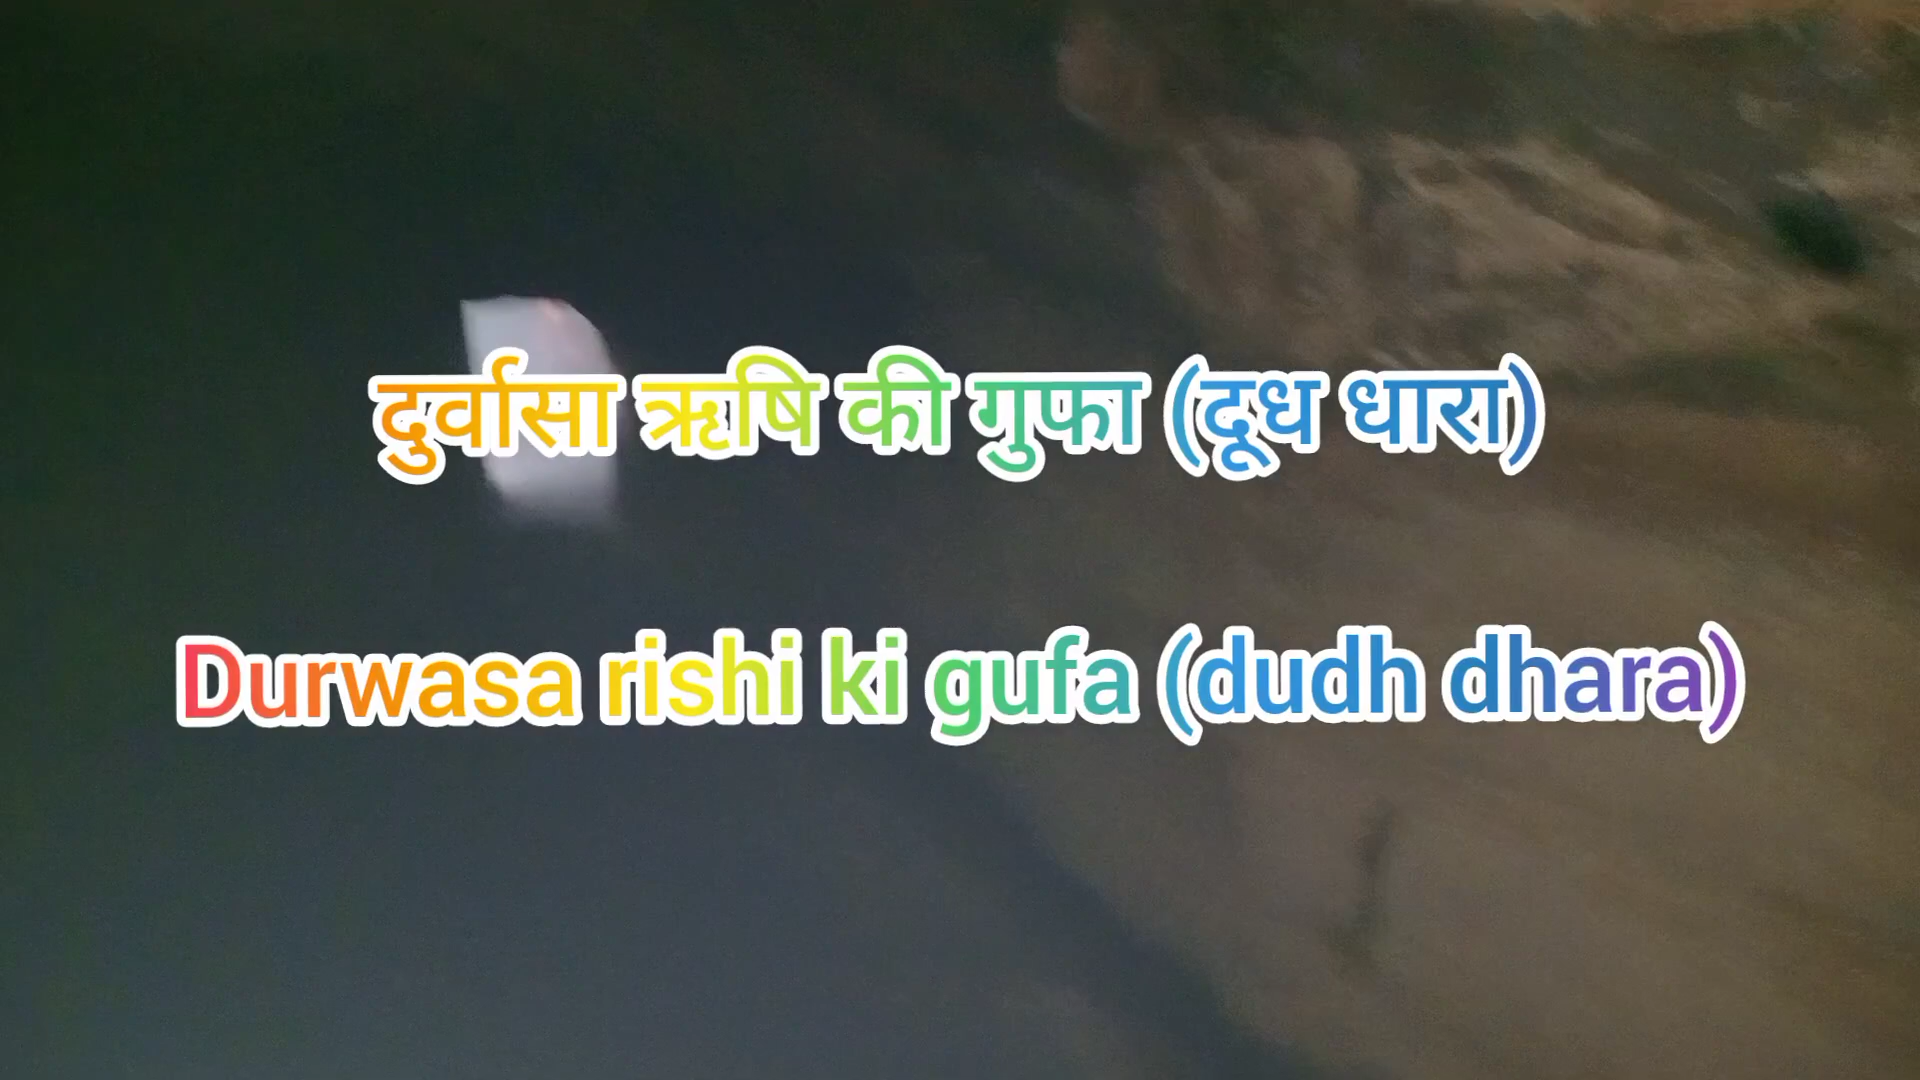 दुर्वासा ऋषि की गुफा (दूध धारा)
Durwasa rishi ki gufa (dudh dhara)